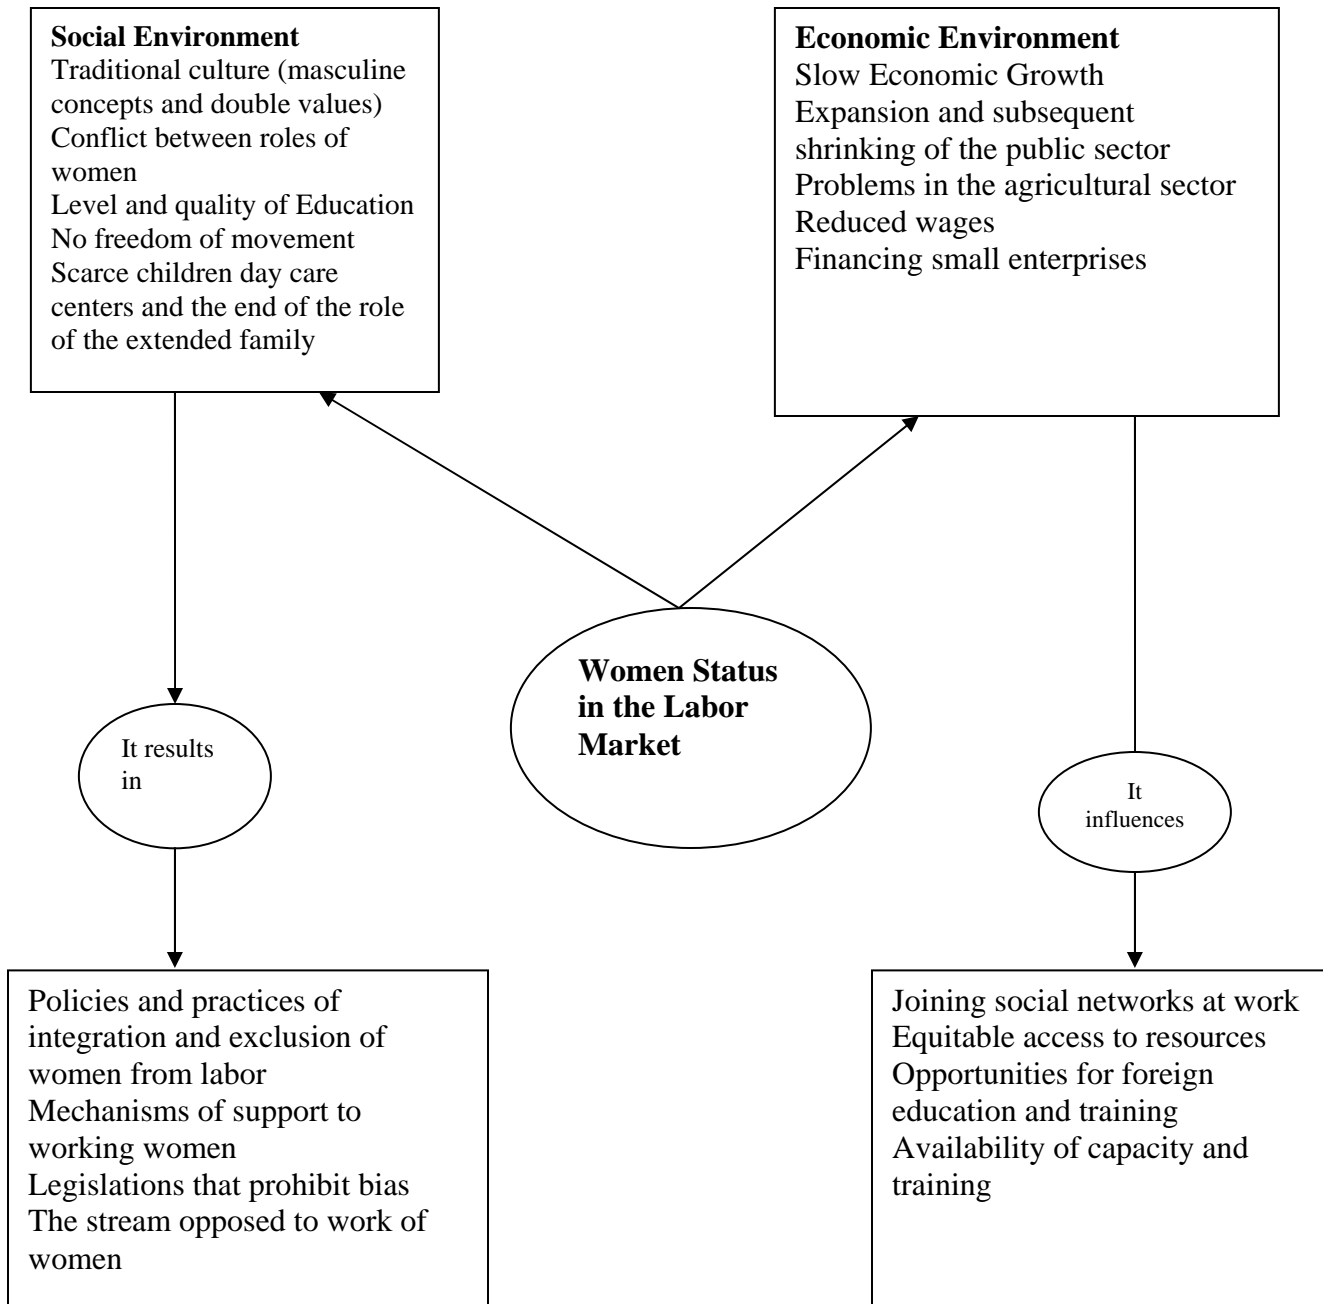 Social Environment
Traditional culture (masculine
concepts and double values)
Conflict between roles of
women
Level and quality of Education
No freedom of movement
Scarce children day care
centers and the end of the role
of the extended family
Economic Environment
Slow Economic Growth
Expansion and subsequent
shrinking of the public sector
Problems in the agricultural sector
Reduced wages
Financing small enterprises
Women Status
in the Labor
Market
It results
in
It
influences
Policies and practices of
integration and exclusion of
women from labor
Mechanisms of support to
working women
Legislations that prohibit bias
The stream opposed to work of
women
Joining social networks at work
Equitable access to resources
Opportunities for foreign
education and training
Availability of capacity and
training